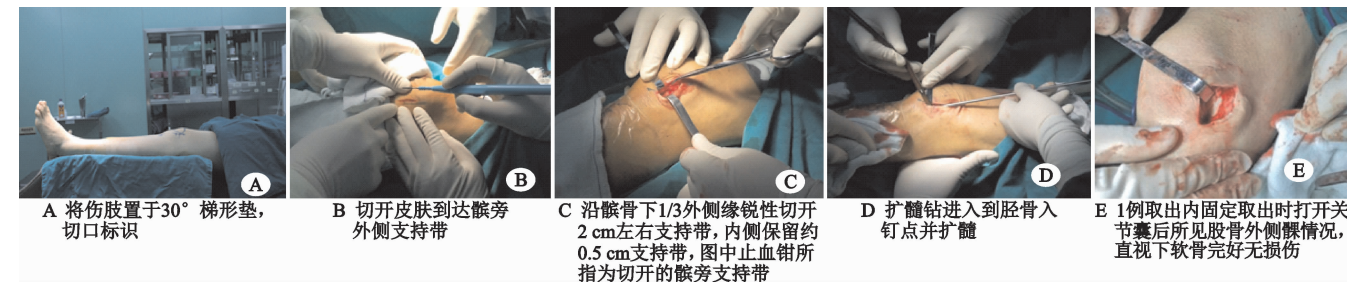 A
B
C
D
E
A 将伤肢置于30°梯形垫,
切口标识
B 切开皮肤到达髌旁
外侧支持带
C 沿髌骨下1/3外侧缘锐性切开
2 cm左右支持带,内侧保留约
0.5 cm支持带,图中止血钳所
指为切开的髌旁支持带
D 扩髓钻进入到胫骨入
钉点并扩髓
E 1例取出内固定取出时打开关
节囊后所见股骨外侧髁情况,
直视下软骨完好无损伤